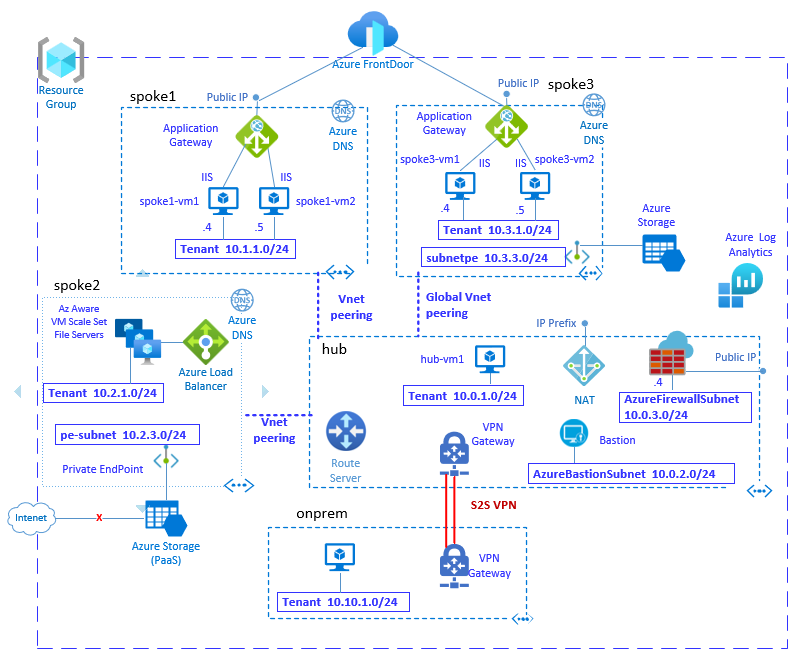 Azure FrontDoor
Resource
Group
spoke1
Public IP
DNS
Azure
DNS
Application
Gateway
IIS
IIS
spoke1-vm1
spoke1-vm2
.4
.5
Tenant 10.1.1.0/24
Public IP
spoke3
DNS
Azure
DNS
Application
Gateway
spoke3-vm1
IIS
IIS
spoke3-vm2
.4
.5
Tenant 10.3.1.0/24
subnetpe 10.3.3.0/24
Azure
Storage
Azure Log
Analytics
spoke2
Az Aware
VM Scale Set
File Servers
DNS
Azure
DNS
Azure Load
Balancer
Tenant 10.2.1.0/24
pe-subnet 10.2.3.0/24
Private EndPoint
Intenet
X
Azure Storage
(PaaS)
Vnet
peering
Global Vnet
peering
Vnet
peering
hub
hub-vm1
Tenant 10.0.1.0/24
IP Prefix
NAT
.4
Public IP
AzureFirewallSubnet
10.0.3.0/24
Route
Server
VPN
Gateway
Bastion
AzureBastionSubnet 10.0.2.0/24
S2S VPN
onprem
Tenant 10.10.1.0/24
VPN
Gateway